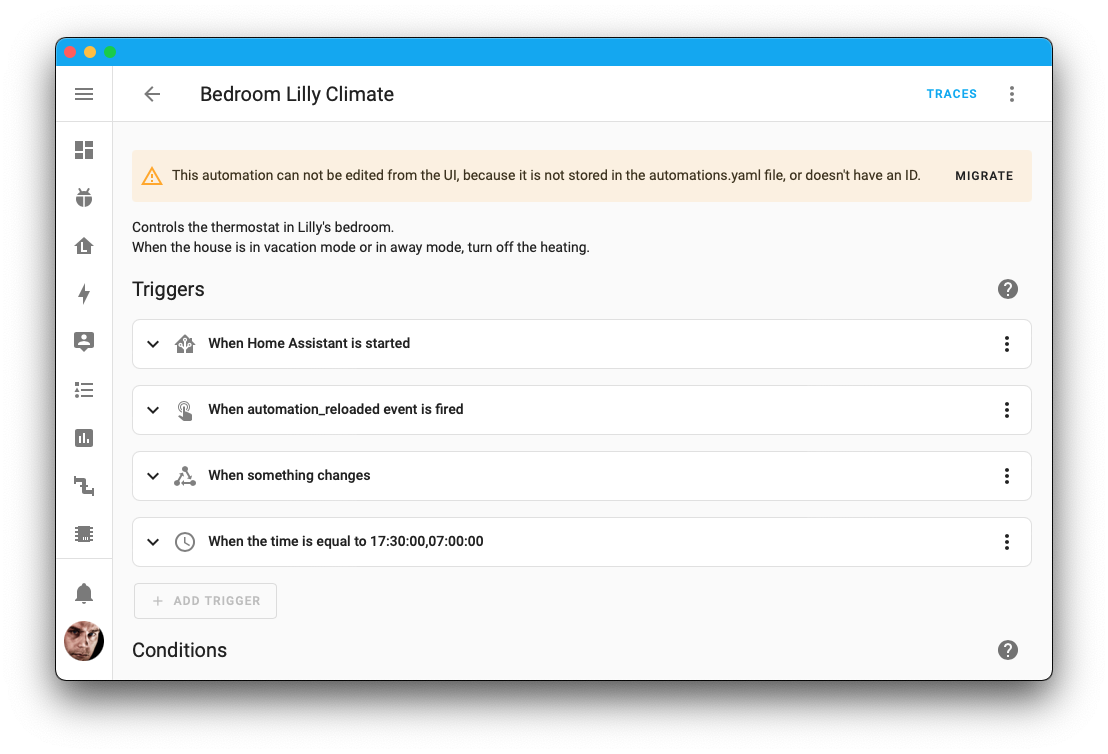 Bedroom Lilly Climate
TRACES
This automation can not be edited from the UI, because it is not stored in the automations.yaml file, or doesn't have an ID.
MIGRATE
Controls the thermostat in Lilly's bedroom.
When the house is in vacation mode or in away mode, turn off the heating.
Triggers
When Home Assistant is started
When automation_reloaded event is fired
When something changes
When the time is equal to 17:30:00,07:00:00
+ ADD TRIGGER
Conditions